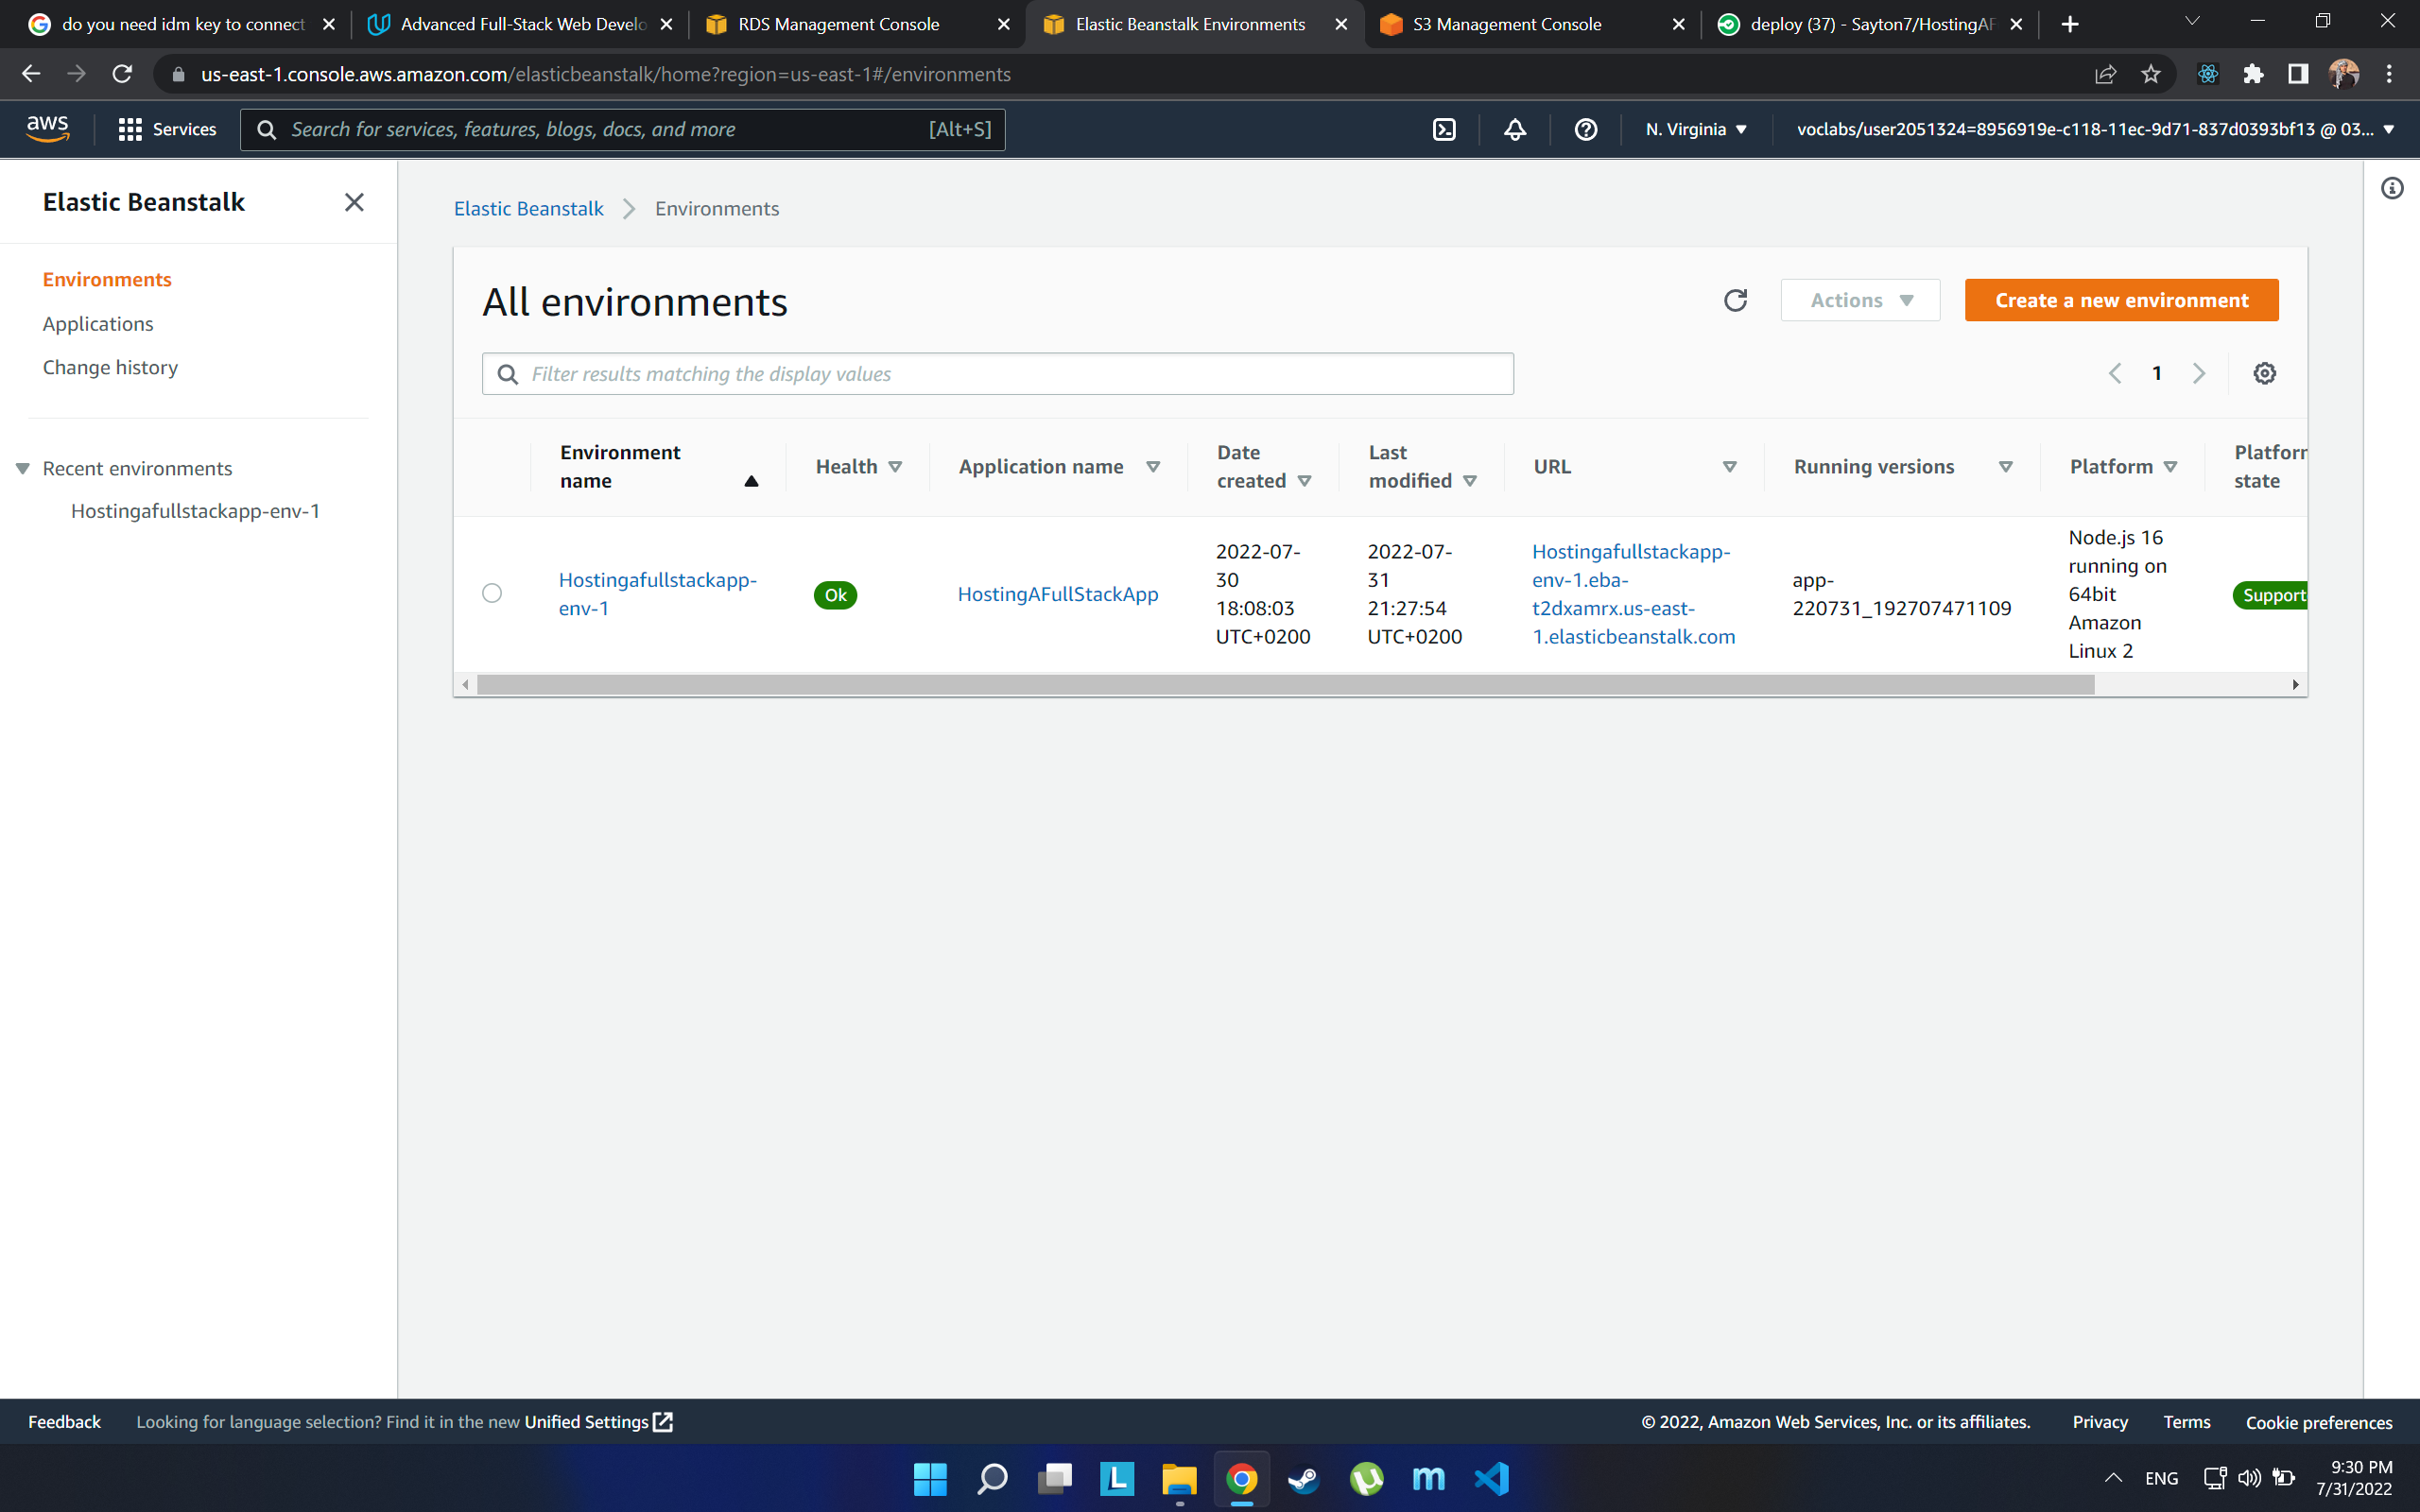 do you need idm key to connect
Advanced Full-Stack Web Develo
RDS Management Console
Elastic Beanstalk Environments
S3 Management Console
deploy (37) - Sayton7/HostingAF
us-east-1.console.aws.amazon.com/elasticbeanstalk/home?region=us-east-1#/environments
aws
Services
Search for services, features, blogs, docs, and more
[Alt+S]
N. Virginia
voclabs/user2051324=8956919e-c118-11ec-9d71-837d0393bf13 @ 03...
Elastic Beanstalk
Environments
Applications
Change history
Recent environments
Hostingafullstackapp-env-1
Elastic Beanstalk
Environments
All environments
Actions
Create a new environment
Filter results matching the display values
1
Environment
name
Health
Application name
Date
created
Last
modified
URL
Running versions
Platform
Platform
state
Hostingafullstackapp-
env-1
Ok
HostingAFullStackApp
2022-07-
30
18:08:03
UTC+0200
2022-07-
31
21:27:54
UTC+0200
Hostingafullstackapp-
env-1.eba-
t2dxamrx.us-east-
1.elasticbeanstalk.com
app-
220731_192707471109
Node.js 16
running on
64bit
Amazon
Linux 2
Support
Feedback
Looking for language selection? Find it in the new Unified Settings
© 2022, Amazon Web Services, Inc. or its affiliates.
Privacy
Terms
Cookie preferences
L
m
ENG
9:30 PM
7/31/2022